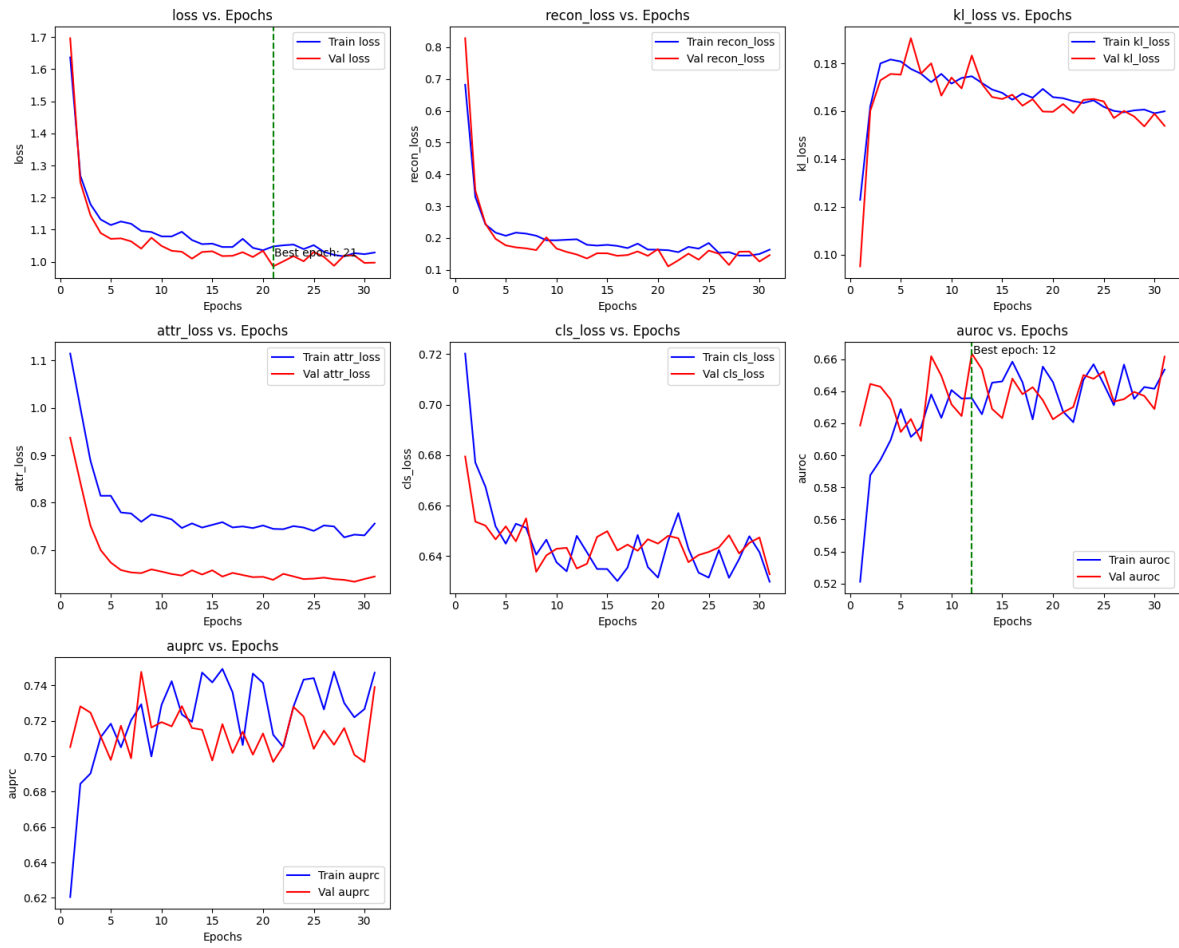 loss vs. Epochs
1.7
1.6
1.5
1.4
1.3
1.2
1.1
1.0
loss
Train loss
Val loss
Best epoch: 21
0 5 10 15 20 25 30
Epochs
recon_loss vs. Epochs
0.8
0.7
0.6
0.5
0.4
0.3
0.2
0.1
recon_loss
Train recon_loss
Val recon_loss
0 5 10 15 20 25 30
Epochs
kl_loss vs. Epochs
0.18
0.16
0.14
0.12
0.10
kl_loss
Train kl_loss
Val kl_loss
0 5 10 15 20 25 30
Epochs
attr_loss vs. Epochs
1.1
1.0
0.9
0.8
0.7
attr_loss
Train attr_loss
Val attr_loss
0 5 10 15 20 25 30
Epochs
cls_loss vs. Epochs
0.72
0.70
0.68
0.66
0.64
cls_loss
Train cls_loss
Val cls_loss
0 5 10 15 20 25 30
Epochs
auroc vs. Epochs
0.66
0.64
0.62
0.60
0.58
0.56
0.54
0.52
auroc
Best epoch: 12
Train auroc
Val auroc
0 5 10 15 20 25 30
Epochs
auprc vs. Epochs
0.74
0.72
0.70
0.68
0.66
0.64
0.62
auprc
Train auprc
Val auprc
0 5 10 15 20 25 30
Epochs